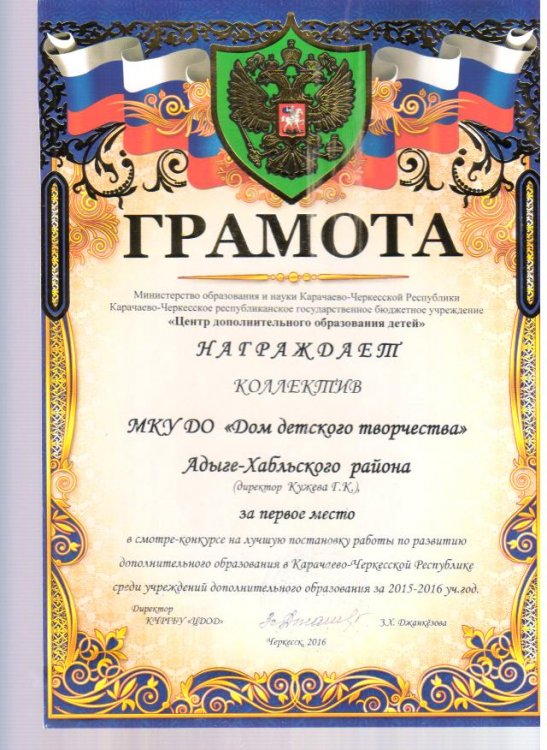 ГРАМОТА
Министерство образования и науки Карачаево-Черкесской Республики
Карачаево-Черкесское республиканское государственное бюджетное учреждение
«Центр дополнительного образования детей»
НАГРАЖДАЕТ
КОЛЛЕКТИВ
МКУ ДО «Дом детского творчества»
Адыге-Хабльского района
(директор Кужева Г.К.),
за первое место
в смотре-конкурсе на лучшую постановку работы по развитию
дополнительного образования в Карачаево-Черкесской Республике
среди учреждений дополнительного образования за 2015-2016 уч.год.
Директор
КЧРГБУ «ЦДОД» З.Х. Джанкёзова
Черкесск, 2016